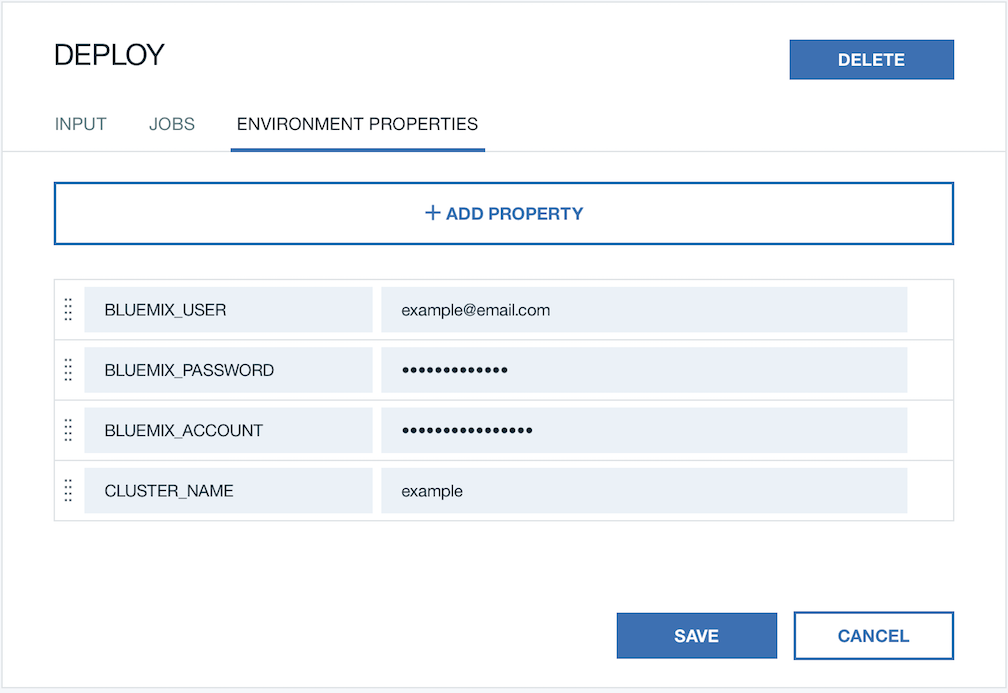 DEPLOY
DELETE
INPUT JOBS ENVIRONMENT PROPERTIES
+ ADD PROPERTY
BLUEMIX_USER example@email.com
BLUEMIX_PASSWORD •••••••••••••
BLUEMIX_ACCOUNT ••••••••••••••••
CLUSTER_NAME example
SAVE CANCEL